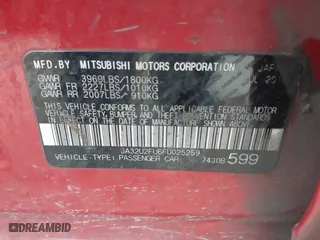 MFD.BY MITSUBISHI MOTORS CORPORATION
GVWR 3969LBS/1800KG
GAWR FR 2227LBS/1010KG
GAWR RR 2007LBS/ 910KG
THIS VEHICLE CONFORMS TO ALL APPLICABLE FEDERAL MOTOR
VEHICLE SAFETY, BUMPER, AND THEFT PREVENTION
STANDARDS IN EFFECT ON THE DATE OF
MANUFACTURE SHOWN ABOVE.
JA32U2FU6FU025259
VEHICLE TYPE: PASSENGER CAR 7430B 599